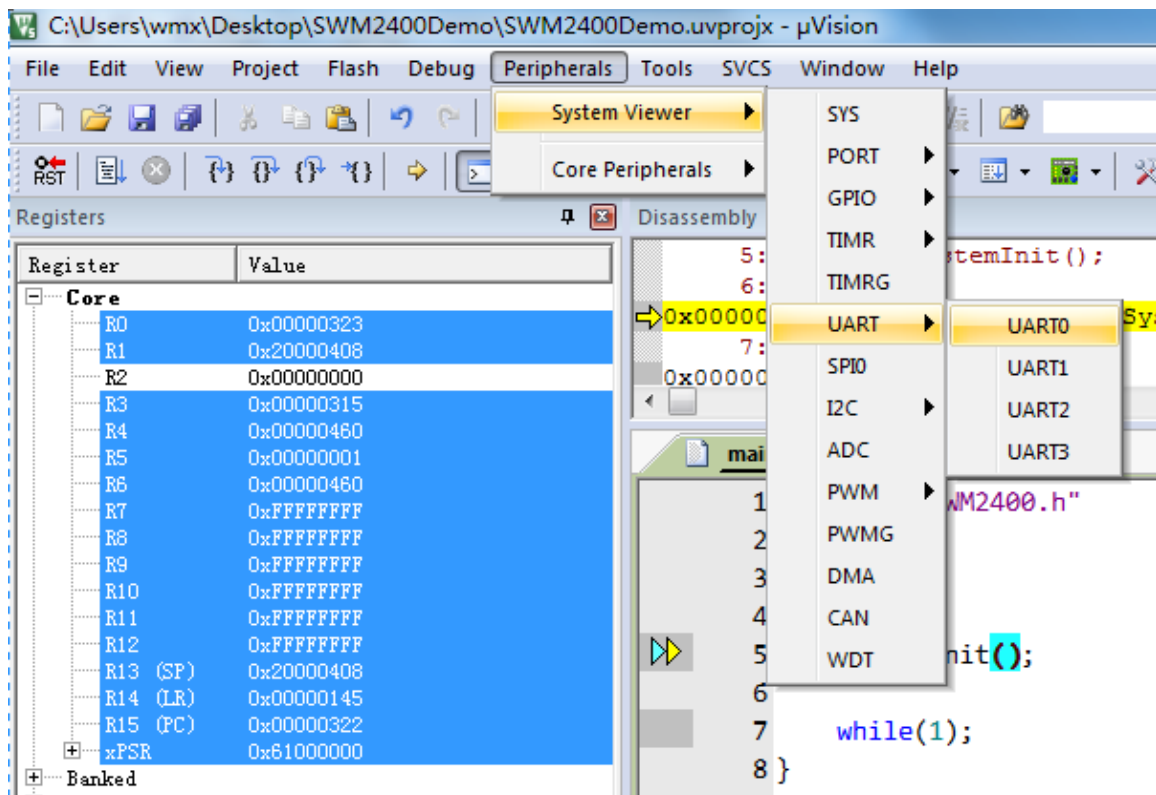 C:\Users\wmx\Desktop\SWM2400Demo\SWM2400Demo.uvprojx - µVision
File Edit View Project Flash Debug Peripherals Tools SVCS Window Help
System Viewer
Core Peripherals
SYS
PORT
GPIO
TIMR
TIMRG
UART
SPI0
I2C
ADC
PWM
PWMG
DMA
CAN
WDT
UART0
UART1
UART2
UART3
RST
Registers
Register Value
Core
R0 0x00000323
R1 0x20000408
R2 0x00000000
R3 0x00000315
R4 0x00000460
R5 0x00000001
R6 0x00000460
R7 0xFFFFFFFF
R8 0xFFFFFFFF
R9 0xFFFFFFFF
R10 0xFFFFFFFF
R11 0xFFFFFFFF
R12 0xFFFFFFFF
R13 (SP) 0x20000408
R14 (LR) 0x00000145
R15 (PC) 0x00000322
xPSR 0x61000000
Banked
Disassembly
5: stemInit();
6:
0x00000 Sys
7:
0x00000
mai
1 WM2400.h"
2
3
4
5 nit();
6
7 while(1);
8 }